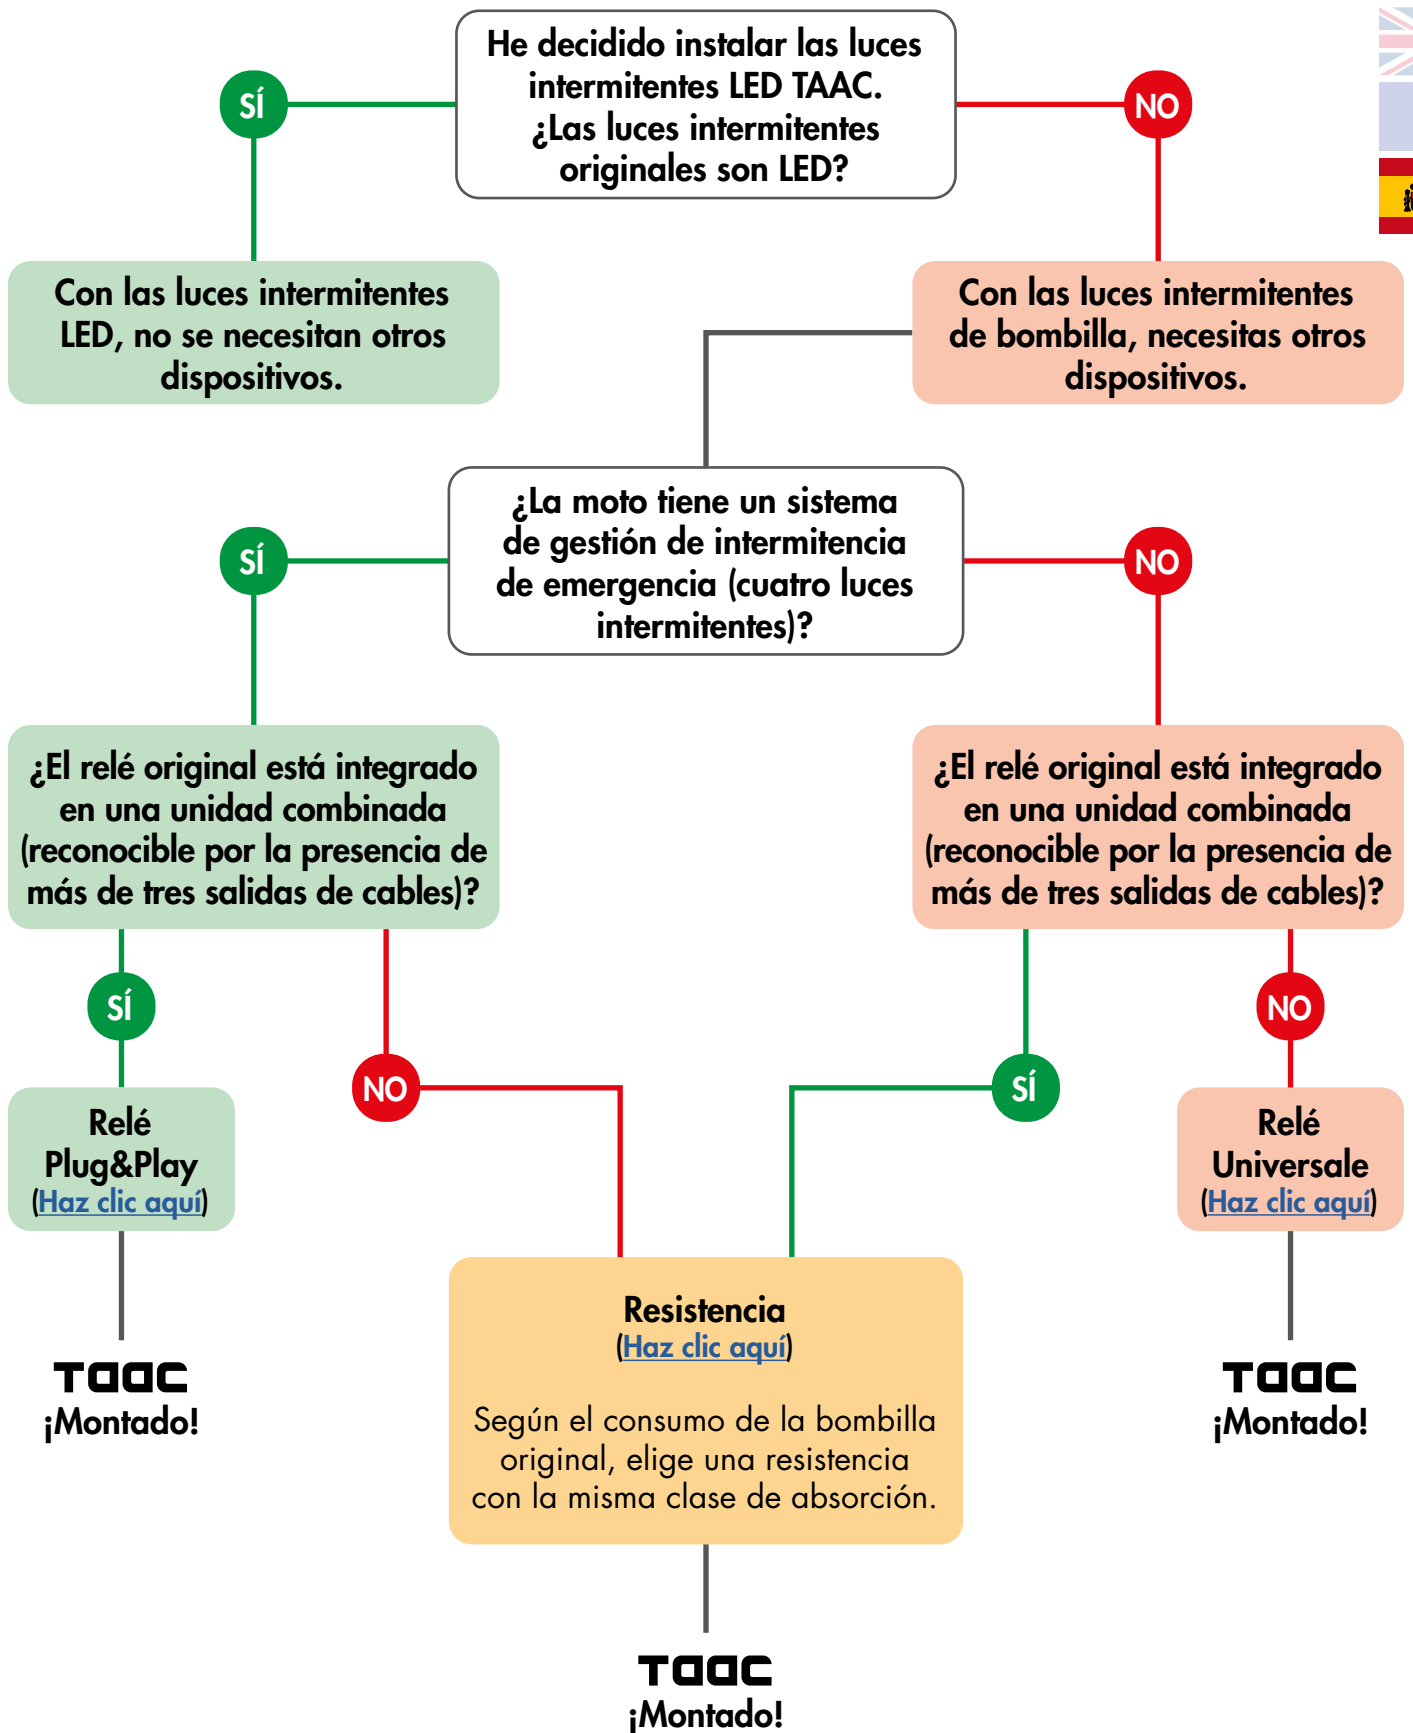 He decidido instalar las luces
intermitentes LED TAAC.
¿Las luces intermitentes
originales son LED?
SÍ
NO
Con las luces intermitentes
LED, no se necesitan otros
dispositivos.
Con las luces intermitentes
de bombilla, necesitas otros
dispositivos.
¿La moto tiene un sistema
de gestión de intermitencia
de emergencia (cuatro luces
intermitentes)?
SÍ
NO
¿El relé original está integrado
en una unidad combinada
(reconocible por la presencia de
más de tres salidas de cables)?
¿El relé original está integrado
en una unidad combinada
(reconocible por la presencia de
más de tres salidas de cables)?
SÍ
NO
SÍ
NO
Relé
Plug&Play
(Haz clic aquí)
Relé
Universale
(Haz clic aquí)
Resistencia
(Haz clic aquí)
Según el consumo de la bombilla
original, elige una resistencia
con la misma clase de absorción.
TAAC
¡Montado!
TAAC
¡Montado!
TAAC
¡Montado!